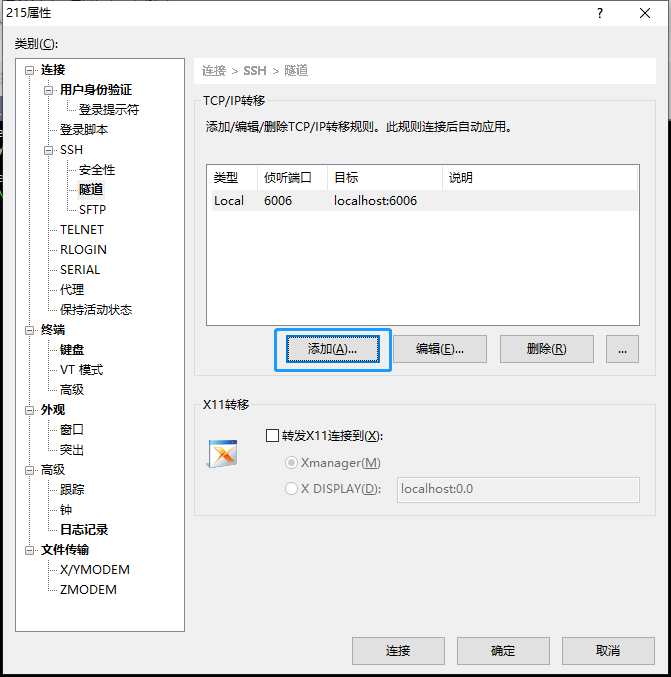 215属性
类别(C):
连接
用户身份验证
登录提示符
登录脚本
SSH
安全性
隧道
SFTP
TELNET
RLOGIN
SERIAL
代理
保持活动状态
终端
键盘
VT 模式
高级
外观
窗口
突出
高级
跟踪
钟
日志记录
文件传输
X/YMODEM
ZMODEM
连接 > SSH > 隧道
TCP/IP转移
添加/编辑/删除TCP/IP转移规则。此规则连接后自动应用。
类型 侦听端口 目标 说明
Local 6006 localhost:6006
添加(A)... 编辑(E)... 删除(R) ...
X11转移
转发X11连接到(X):
Xmanager(M)
X DISPLAY(D): localhost:0.0
连接 确定 取消